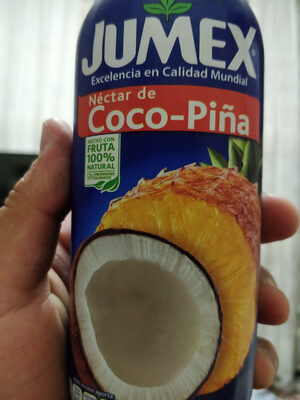 JUMEX
Excelencia en Calidad Mundial
Néctar de
Coco-Piña
HECHO CON
FRUTA
100%
NATURAL